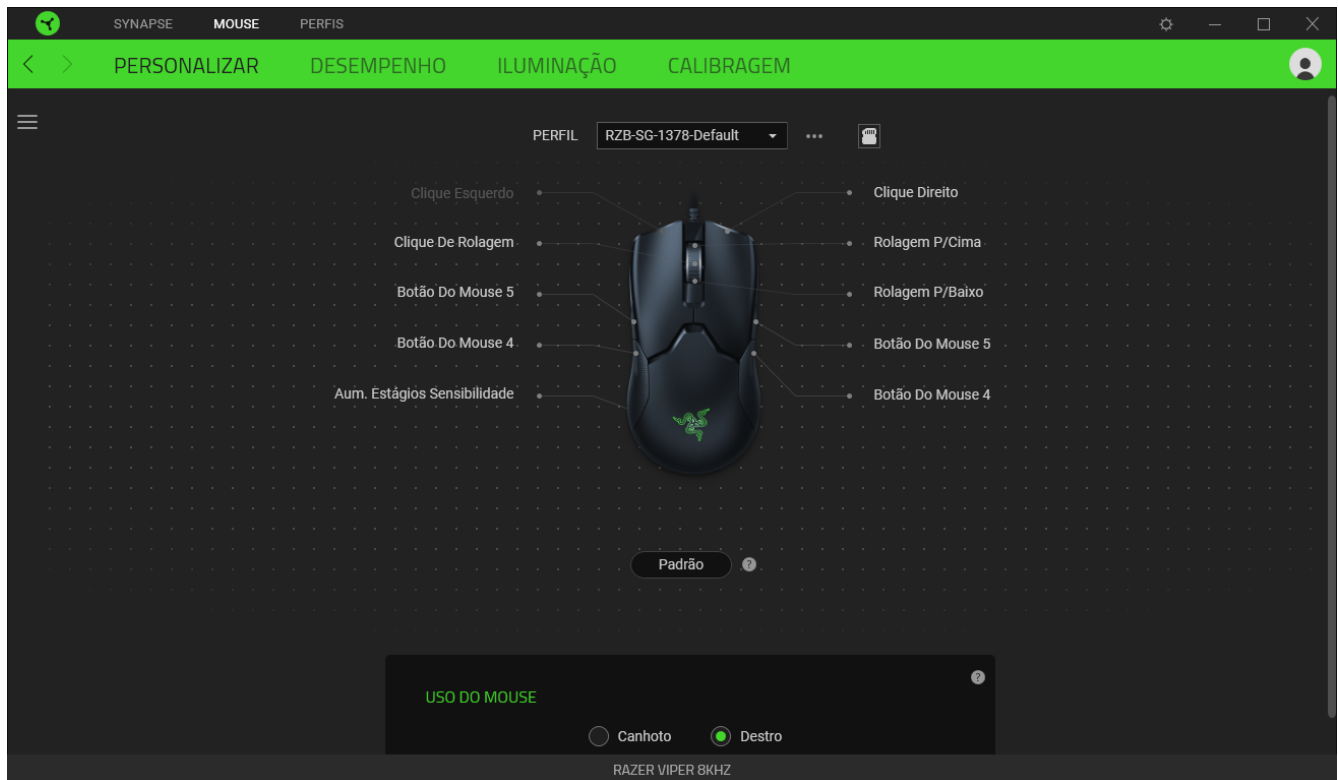 SYNAPSE MOUSE PERFIS
PERSONALIZAR DESEMPENHO ILUMINAÇÃO CALIBRAGEM
PERFIL RZB-SG-1378-Default
Clique Esquerdo Clique Direito
Clique De Rolagem Rolagem P/Cima
Botão Do Mouse 5 Rolagem P/Baixo
Botão Do Mouse 4 Botão Do Mouse 5
Aum. Estágios Sensibilidade Botão Do Mouse 4
Padrão ?
USO DO MOUSE ?
Canhoto Destro
RAZER VIPER 8KHZ